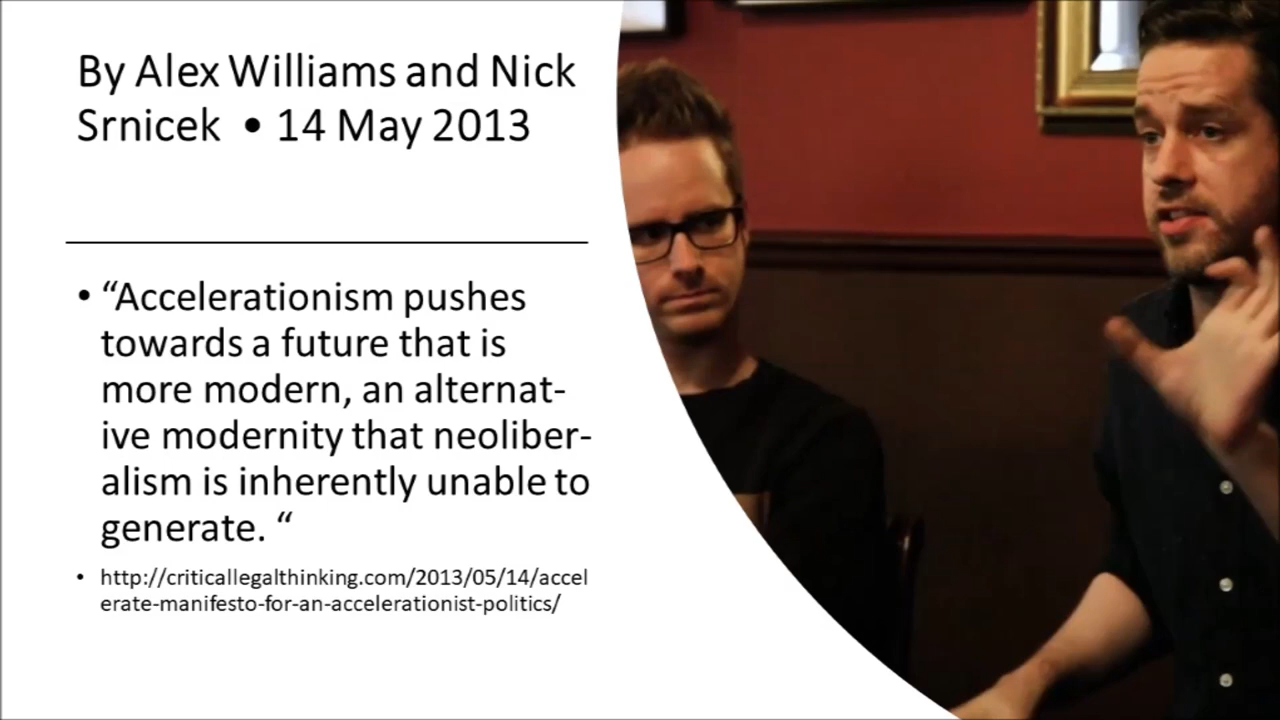 By Alex Williams and Nick
Srnicek • 14 May 2013
• “Accelerationism pushes
towards a future that is
more modern, an alternat-
ive modernity that neoliber-
alism is inherently unable to
generate. “
• http://criticallegalthinking.com/2013/05/14/accel
erate-manifesto-for-an-accelerationist-politics/